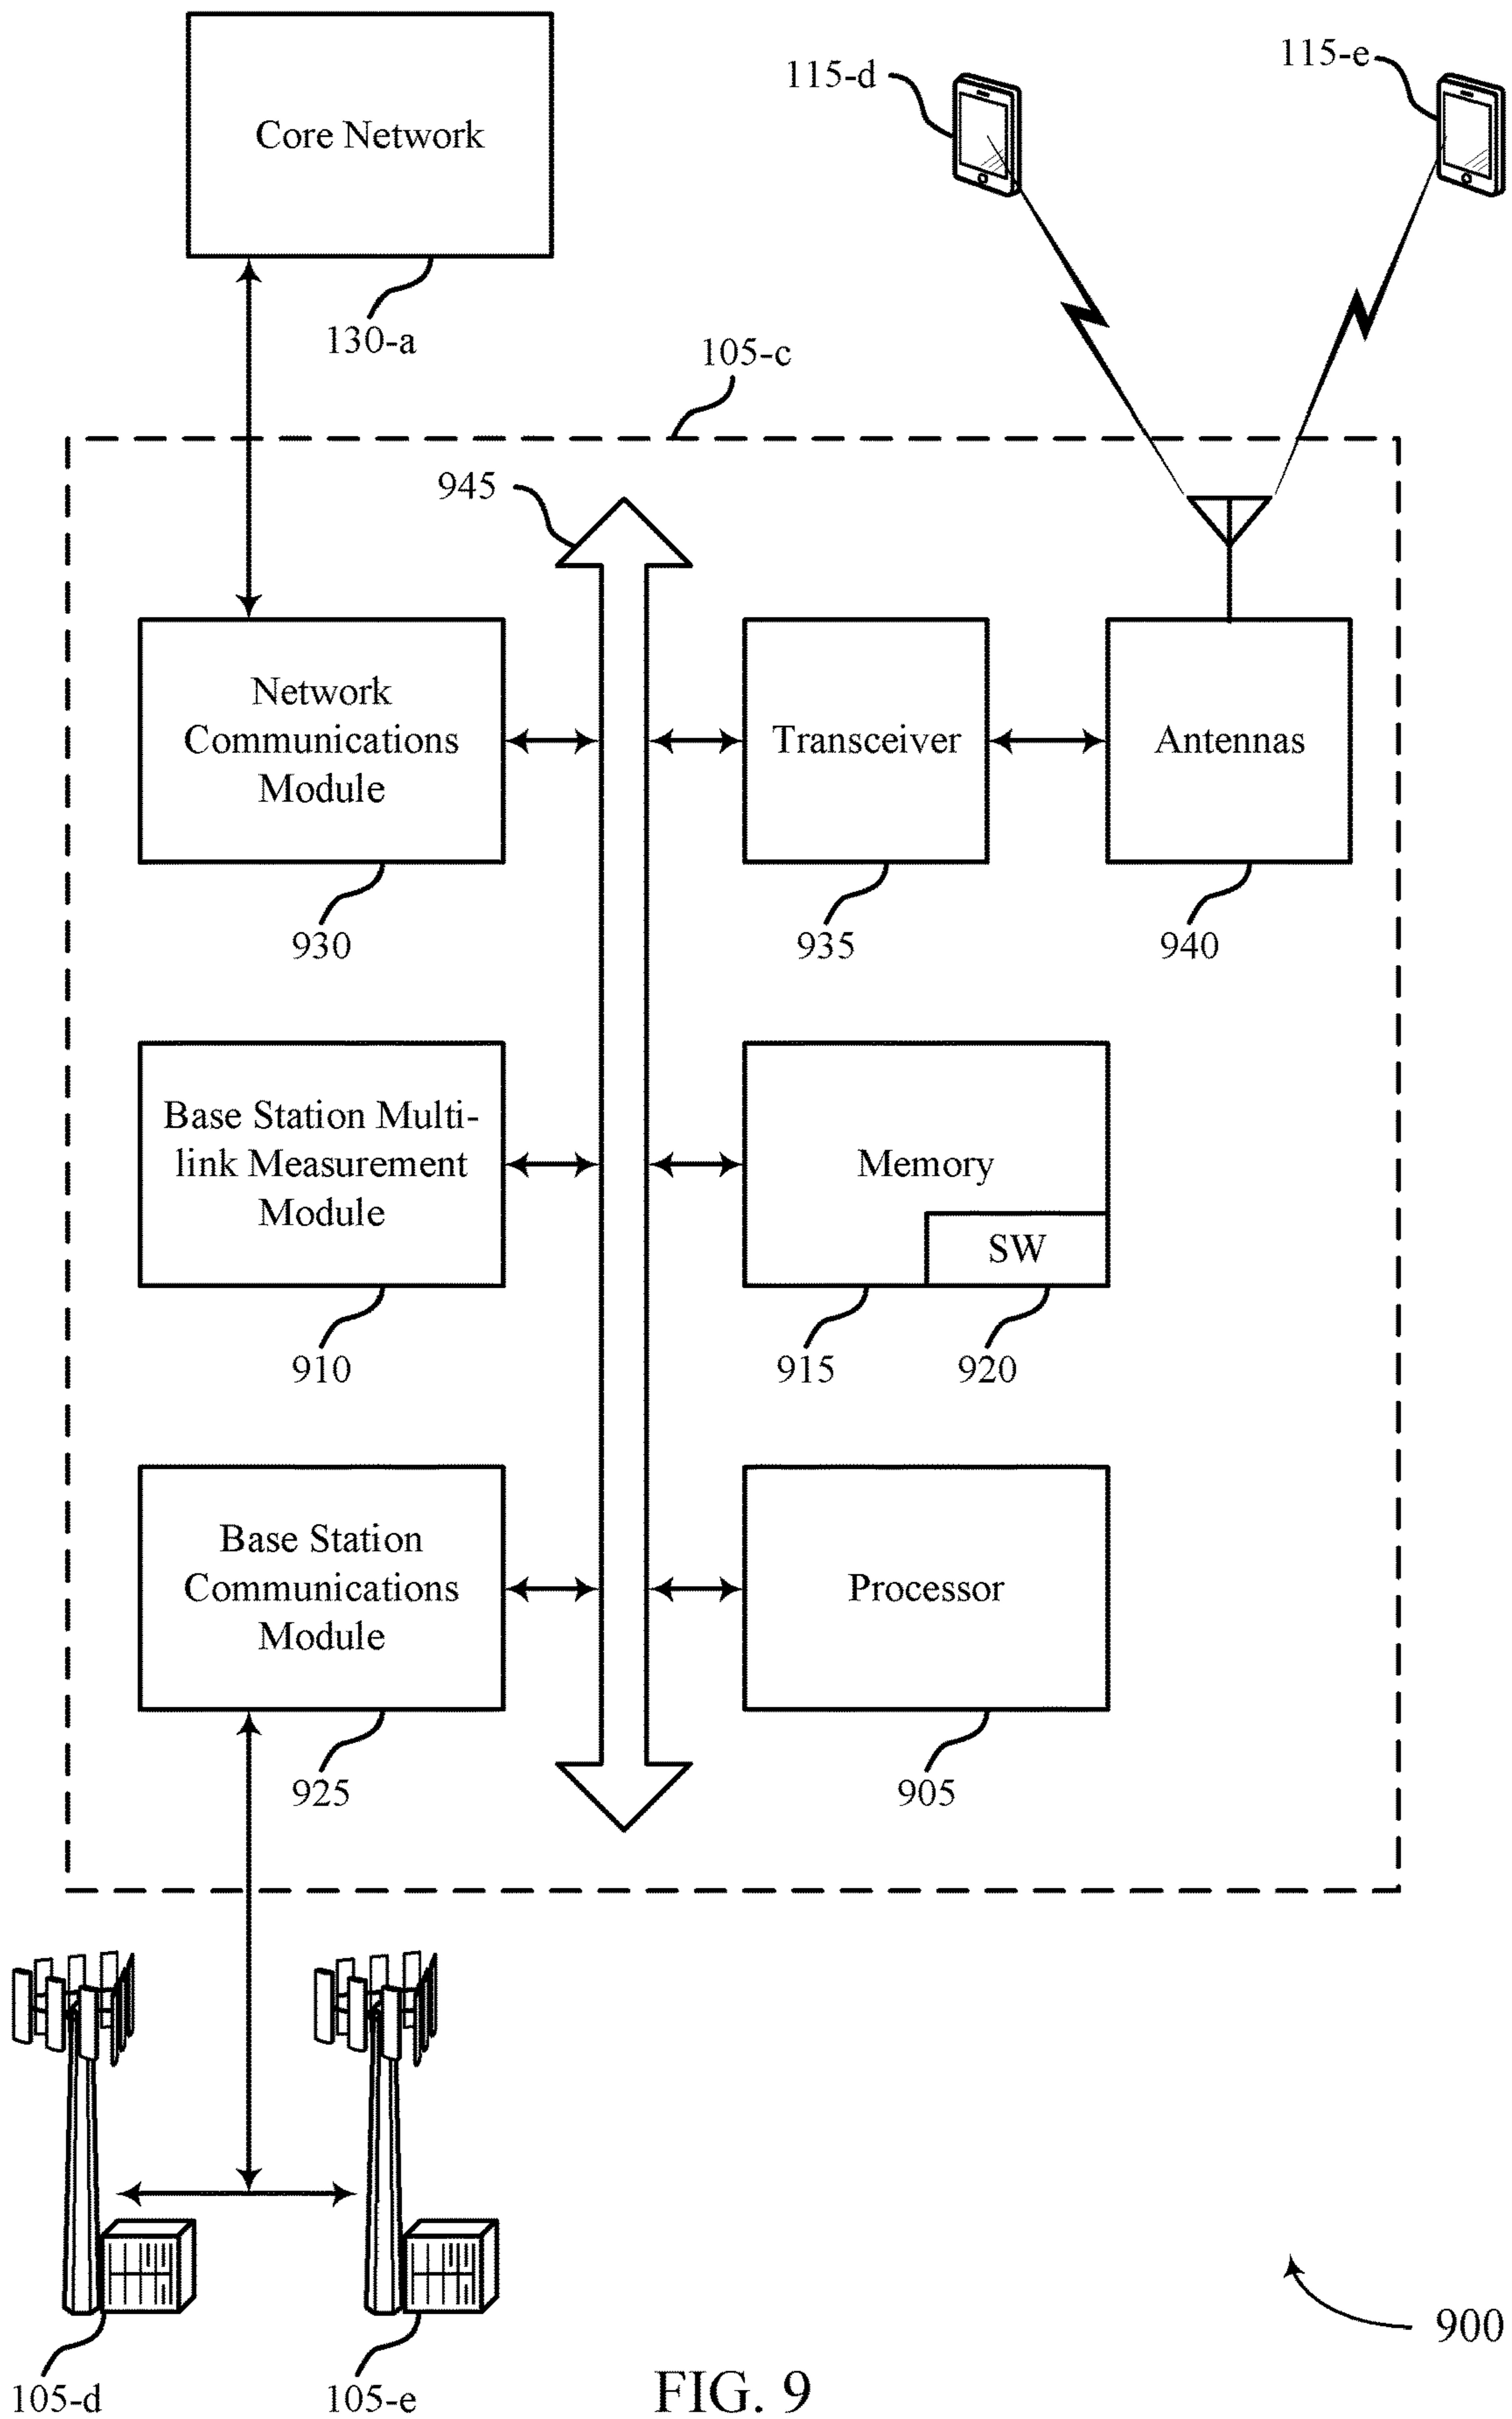 Core Network
130-a
115-d
115-e
105-c
945
Network
Communications
Module
930
Transceiver
935
Antennas
940
Base Station Multi-
link Measurement
Module
910
Memory
SW
915
920
Base Station
Communications
Module
925
Processor
905
105-d
105-e
900
FIG. 9